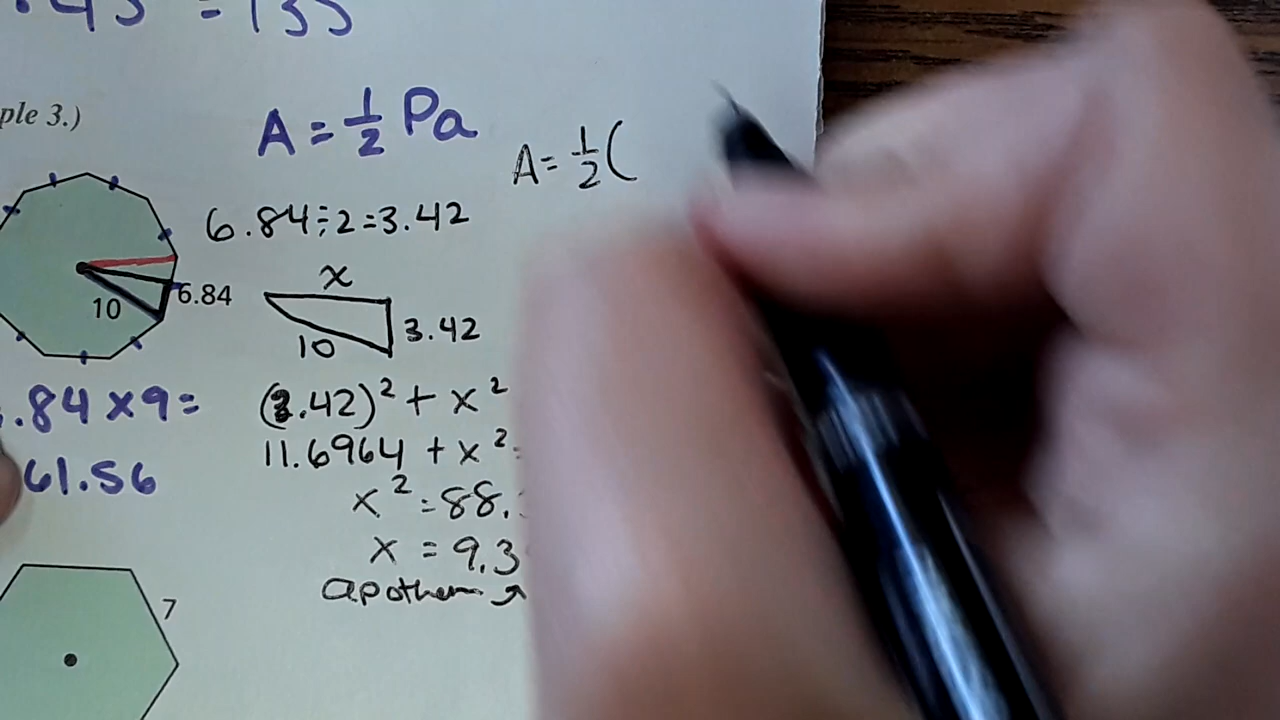 .45 = 135
ple 3.)
A = 1/2 Pa
A = 1/2 (
6.84 ÷ 2 = 3.42
x
10
6.84
10
3.42
.84 x 9 =
61.56
(3.42)² + x²
11.6964 + x²
x² = 88.
x = 9.3
apothem ↗
7